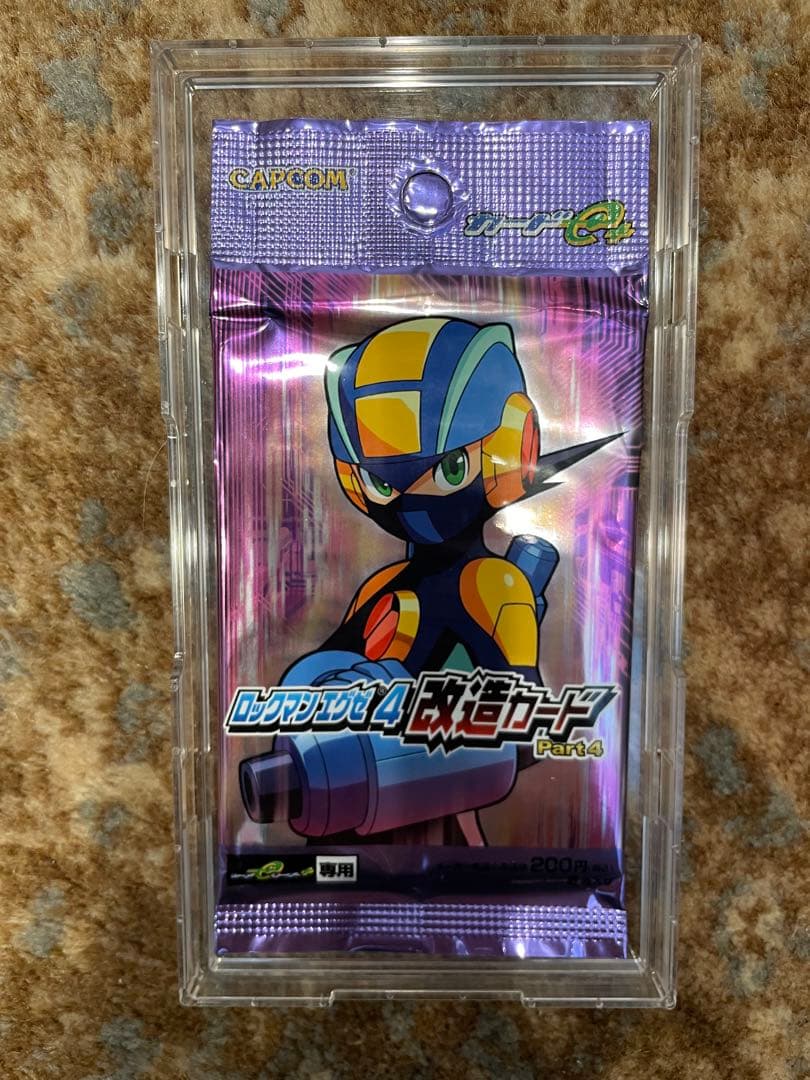 CAPCOM
カードe+
ロックマン エグゼ®4
改造カード
Part 4
専用
200円